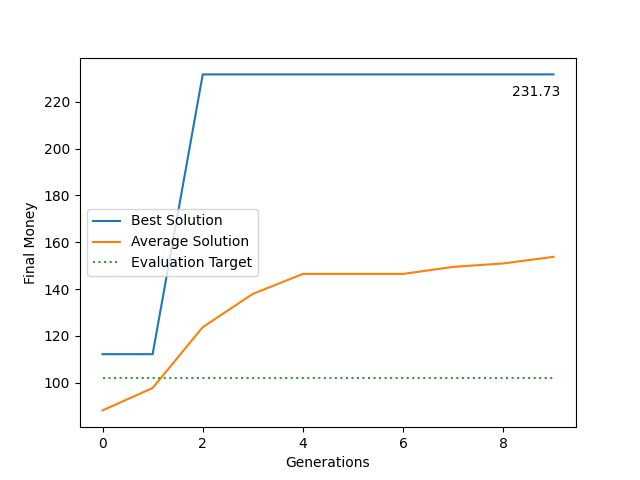 Final Money
220
200
180
160
140
120
100
231.73
Best Solution
Average Solution
Evaluation Target
0 2 4 6 8
Generations